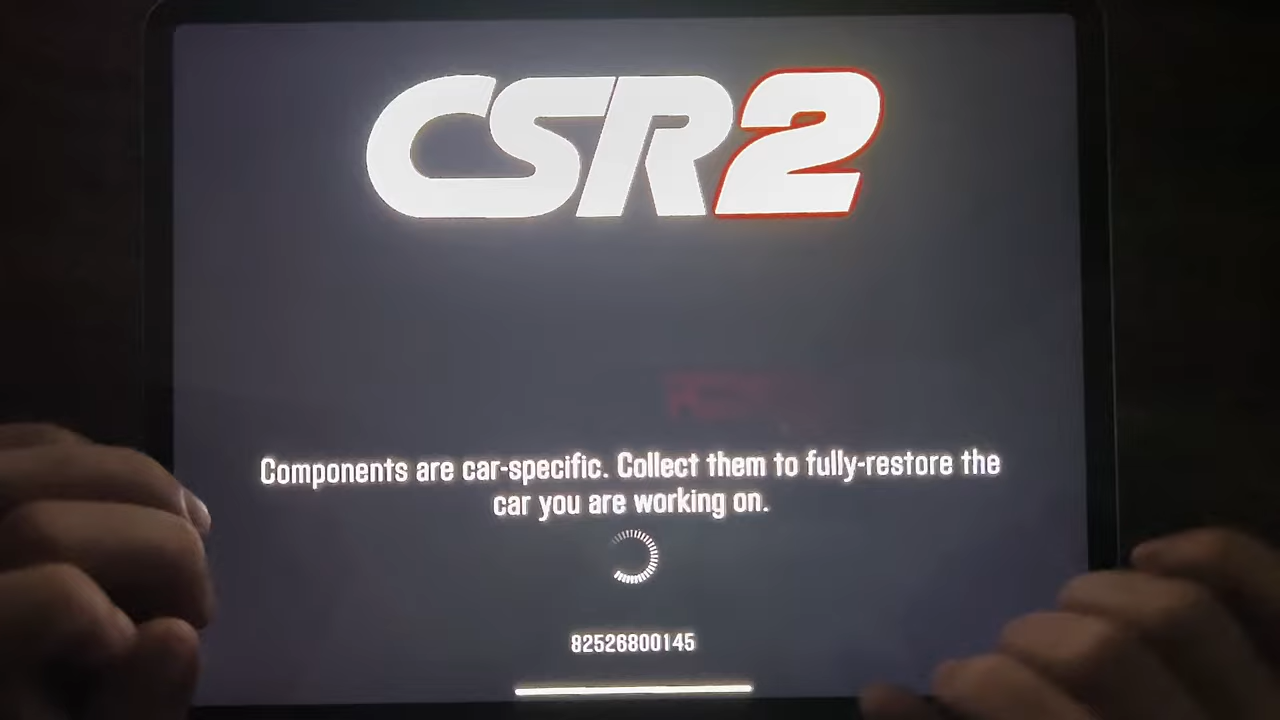 CSR2
Components are car-specific. Collect them to fully-restore the
car you are working on.
82526800145